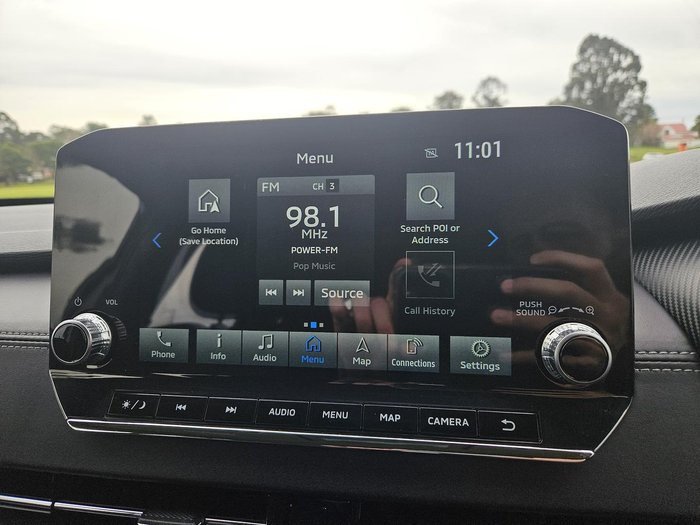 Menu
11:01
Go Home
(Save Location)
FM
CH 3
98.1
MHz
POWER-FM
Pop Music
Source
Search POI or
Address
Call History
VOL
PUSH
SOUND
Phone
Info
Audio
Menu
Map
Connections
Settings
AUDIO
MENU
MAP
CAMERA